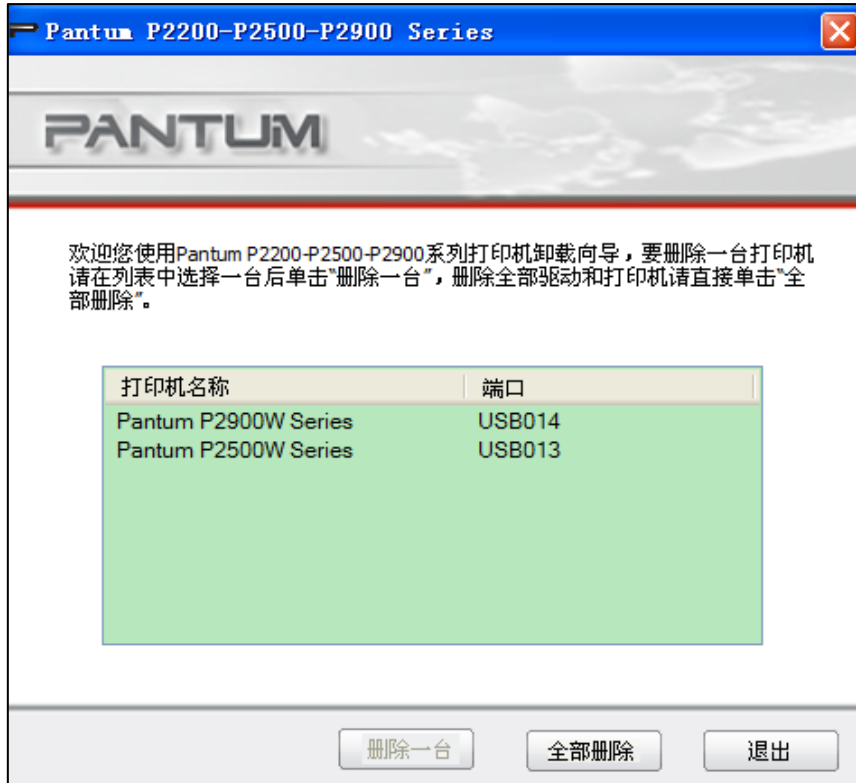 Pantum P2200-P2500-P2900 Series
PANTUM
欢迎您使用Pantum P2200-P2500-P2900系列打印机卸载向导，要删除一台打印机
请在列表中选择一台后单击“删除一台”，删除全部驱动和打印机请直接单击“全
部删除”。
打印机名称 端口
Pantum P2900W Series USB014
Pantum P2500W Series USB013
删除一台 全部删除 退出